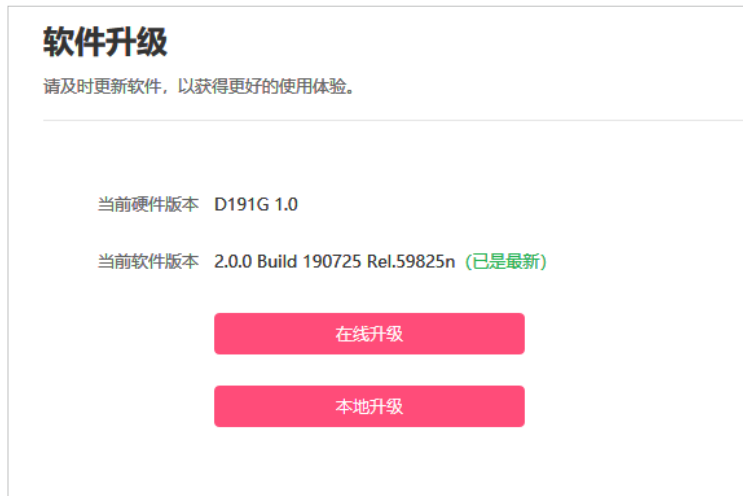 软件升级
请及时更新软件，以获得更好的使用体验。
当前硬件版本 D191G 1.0
当前软件版本 2.0.0 Build 190725 Rel.59825n（已是最新）
在线升级
本地升级